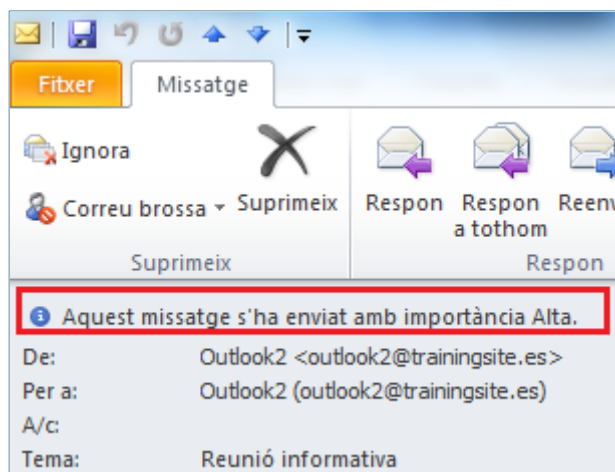 Fitxer Missatge
Ignora
Correu brossa Suprimeix Respon Respon a tothom
Suprimeix Respon
Aquest missatge s'ha enviat amb importància Alta.
De: Outlook2 <outlook2@trainingsite.es>
Per a: Outlook2 (outlook2@trainingsite.es)
A/c:
Tema: Reunió informativa